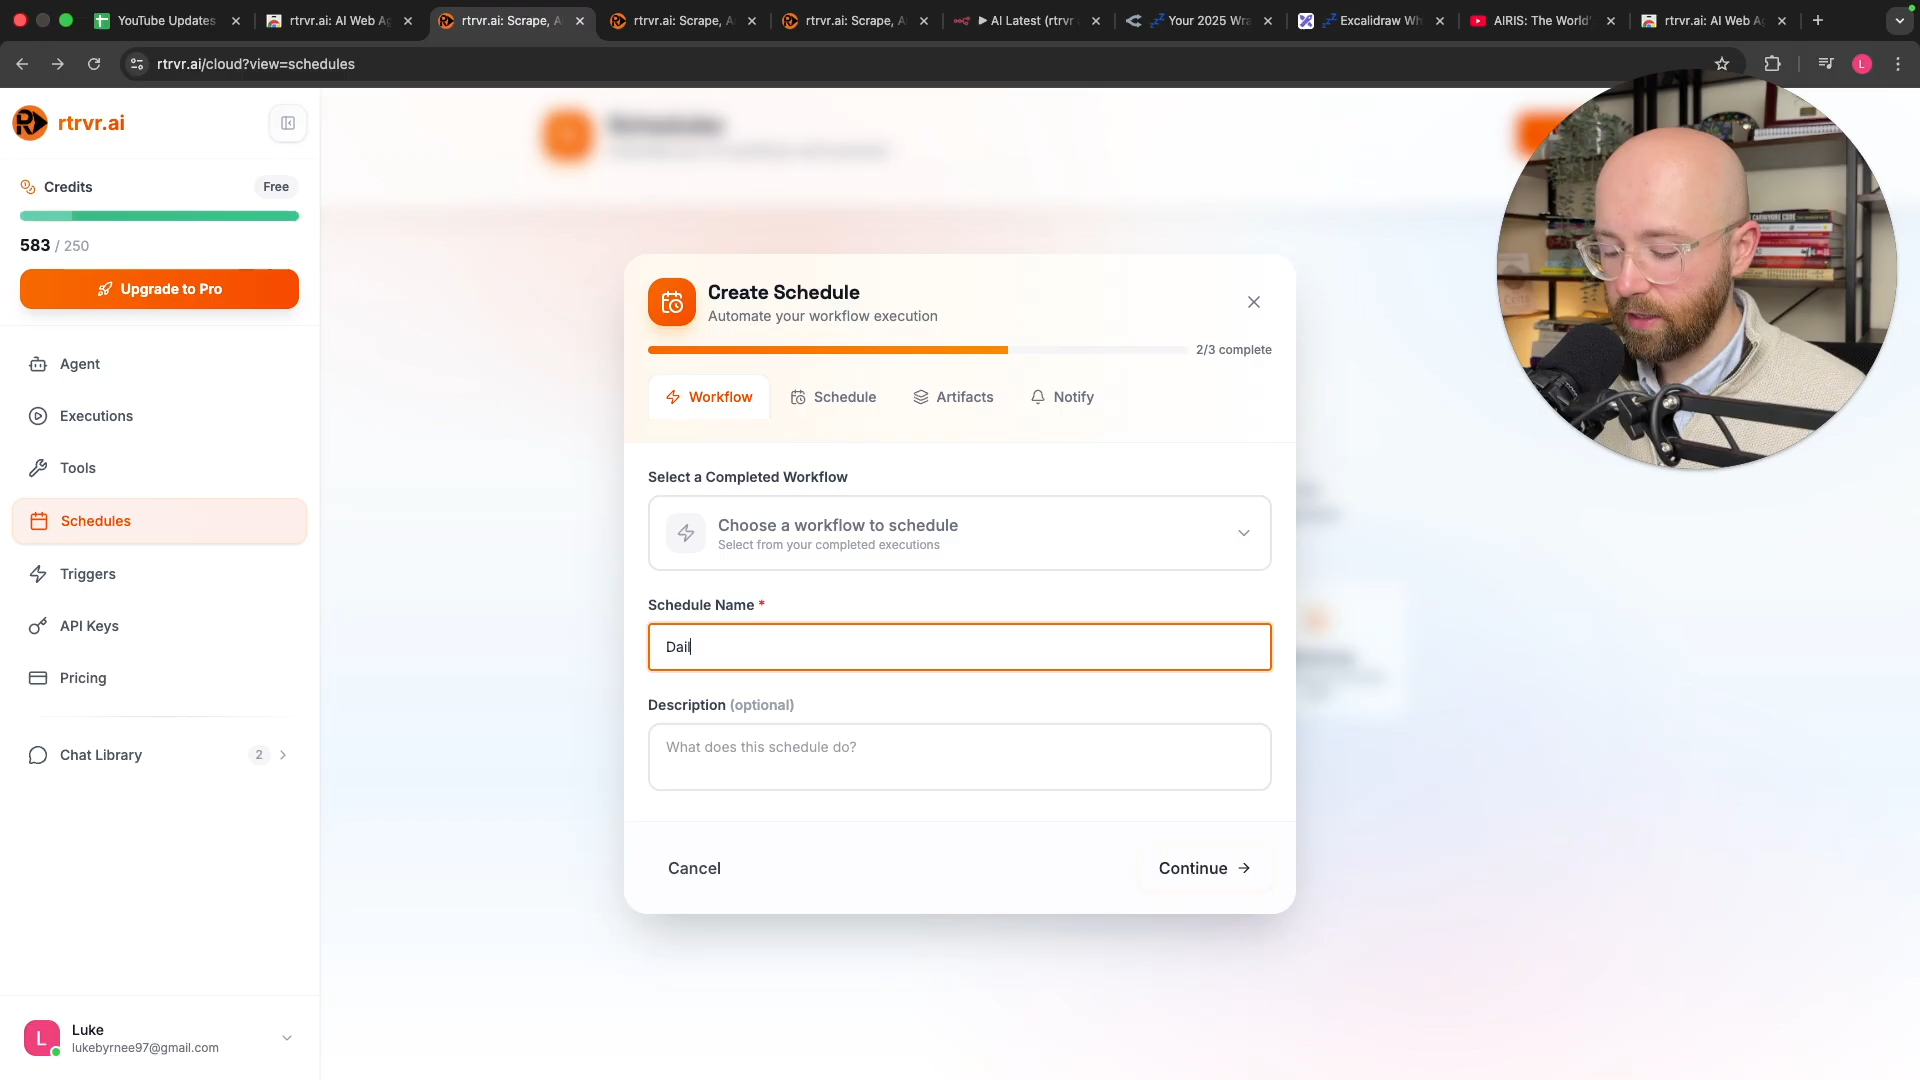 YouTube Updates
rtrvr.ai: AI Web Ag
rtrvr.ai: Scrape, A
rtrvr.ai: Scrape, A
rtrvr.ai: Scrape, A
AI Latest (rtrvr
Your 2025 Wra
Excalidraw Wh
AIRIS: The World'
rtrvr.ai: AI Web Ag
rtrvr.ai/cloud?view=schedules
L
rtrvr.ai
Credits
Free
583 / 250
Upgrade to Pro
Agent
Executions
Tools
Schedules
Triggers
API Keys
Pricing
Chat Library
2
L
Luke
lukebyrnee97@gmail.com
Create Schedule
Automate your workflow execution
2/3 complete
Workflow
Schedule
Artifacts
Notify
Select a Completed Workflow
Choose a workflow to schedule
Select from your completed executions
Schedule Name *
Dail
Description (optional)
What does this schedule do?
Cancel
Continue